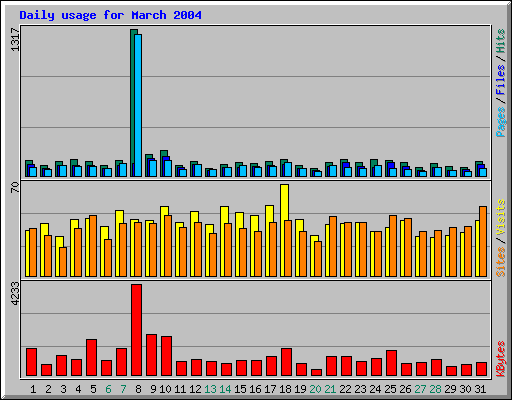 Daily usage for March 2004
1317
Pages / Files / Hits
70
Sites / Visits
4233
KBytes
1 2 3 4 5 6 7 8 9 10 11 12 13 14 15 16 17 18 19 20 21 22 23 24 25 26 27 28 29 30 31